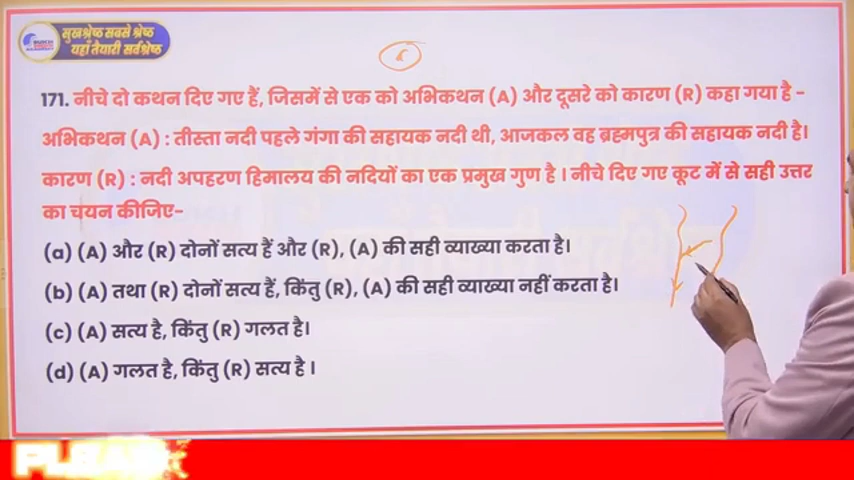 मुखश्रेष्ठ सबसे श्रेष्ठ
यहाँ तैयारी सर्वश्रेष्ठ
171. नीचे दो कथन दिए गए हैं, जिसमें से एक को अभिकथन (A) और दूसरे को कारण (R) कहा गया है -
अभिकथन (A) : तीस्ता नदी पहले गंगा की सहायक नदी थी, आजकल वह ब्रह्मपुत्र की सहायक नदी है।
कारण (R) : नदी अपहरण हिमालय की नदियों का एक प्रमुख गुण है । नीचे दिए गए कूट में से सही उत्तर
का चयन कीजिए-
(a) (A) और (R) दोनों सत्य हैं और (R), (A) की सही व्याख्या करता है।
(b) (A) तथा (R) दोनों सत्य हैं, किंतु (R), (A) की सही व्याख्या नहीं करता है।
(c) (A) सत्य है, किंतु (R) गलत है।
(d) (A) गलत है, किंतु (R) सत्य है ।